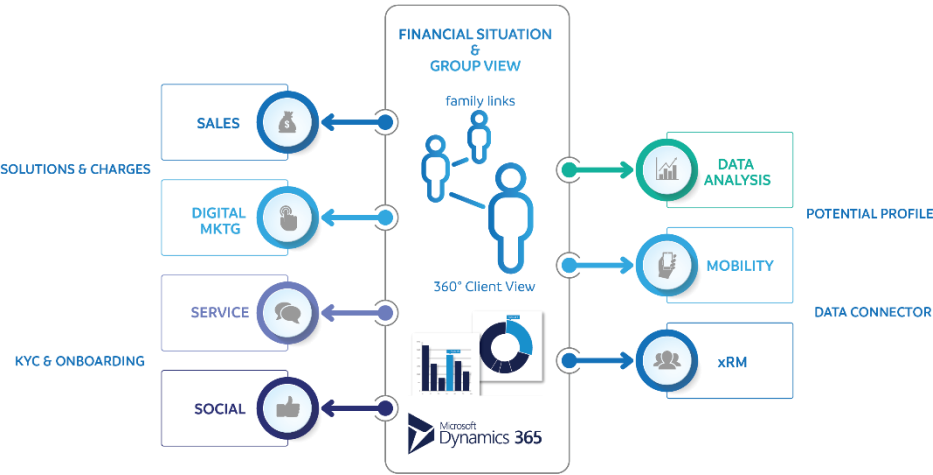 FINANCIAL SITUATION
&
GROUP VIEW
family links
360° Client View
Microsoft
Dynamics 365
SALES
SOLUTIONS & CHARGES
DIGITAL
MKTG
SERVICE
KYC & ONBOARDING
SOCIAL
DATA
ANALYSIS
POTENTIAL PROFILE
MOBILITY
DATA CONNECTOR
xRM